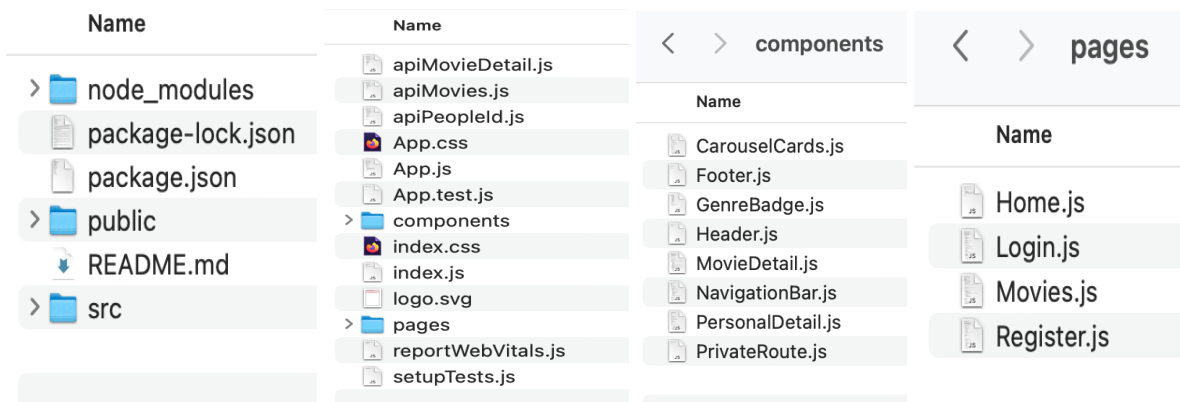 Name
node_modules
package-lock.json
package.json
public
README.md
src
Name
apiMovieDetail.js
apiMovies.js
apiPeopleId.js
App.css
App.js
App.test.js
components
index.css
index.js
logo.svg
pages
reportWebVitals.js
setupTests.js
components
Name
CarouselCards.js
Footer.js
GenreBadge.js
Header.js
MovieDetail.js
NavigationBar.js
PersonalDetail.js
PrivateRoute.js
pages
Name
Home.js
Login.js
Movies.js
Register.js